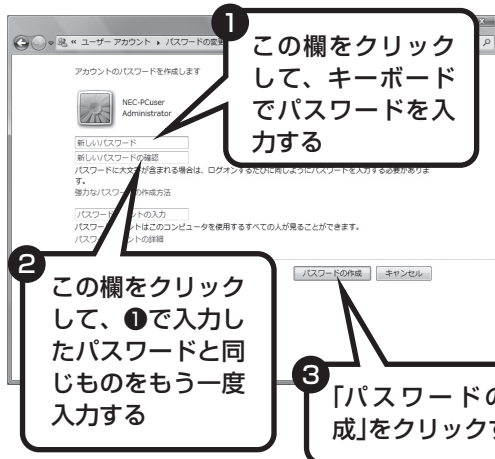 ユーザー アカウント ▸ パスワードの変更
❶
この欄をクリック
して、キーボード
でパスワードを入
力する
アカウントのパスワードを作成します
NEC-PCuser
Administrator
新しいパスワード
新しいパスワードの確認
パスワードに大文字が含まれる場合は、ログオンするたびに同じようにパスワードを入力する必要がありま
す。
強力なパスワードの作成方法
パスワード ヒントの入力
パスワード ヒントはこのコンピュータを使用するすべての人が見ることができます。
パスワード ヒントの詳細
❷
この欄をクリック
して、❶で入力し
たパスワードと同
じものをもう一度
入力する
パスワードの作成 キャンセル
❸
「パスワードの
成」をクリック